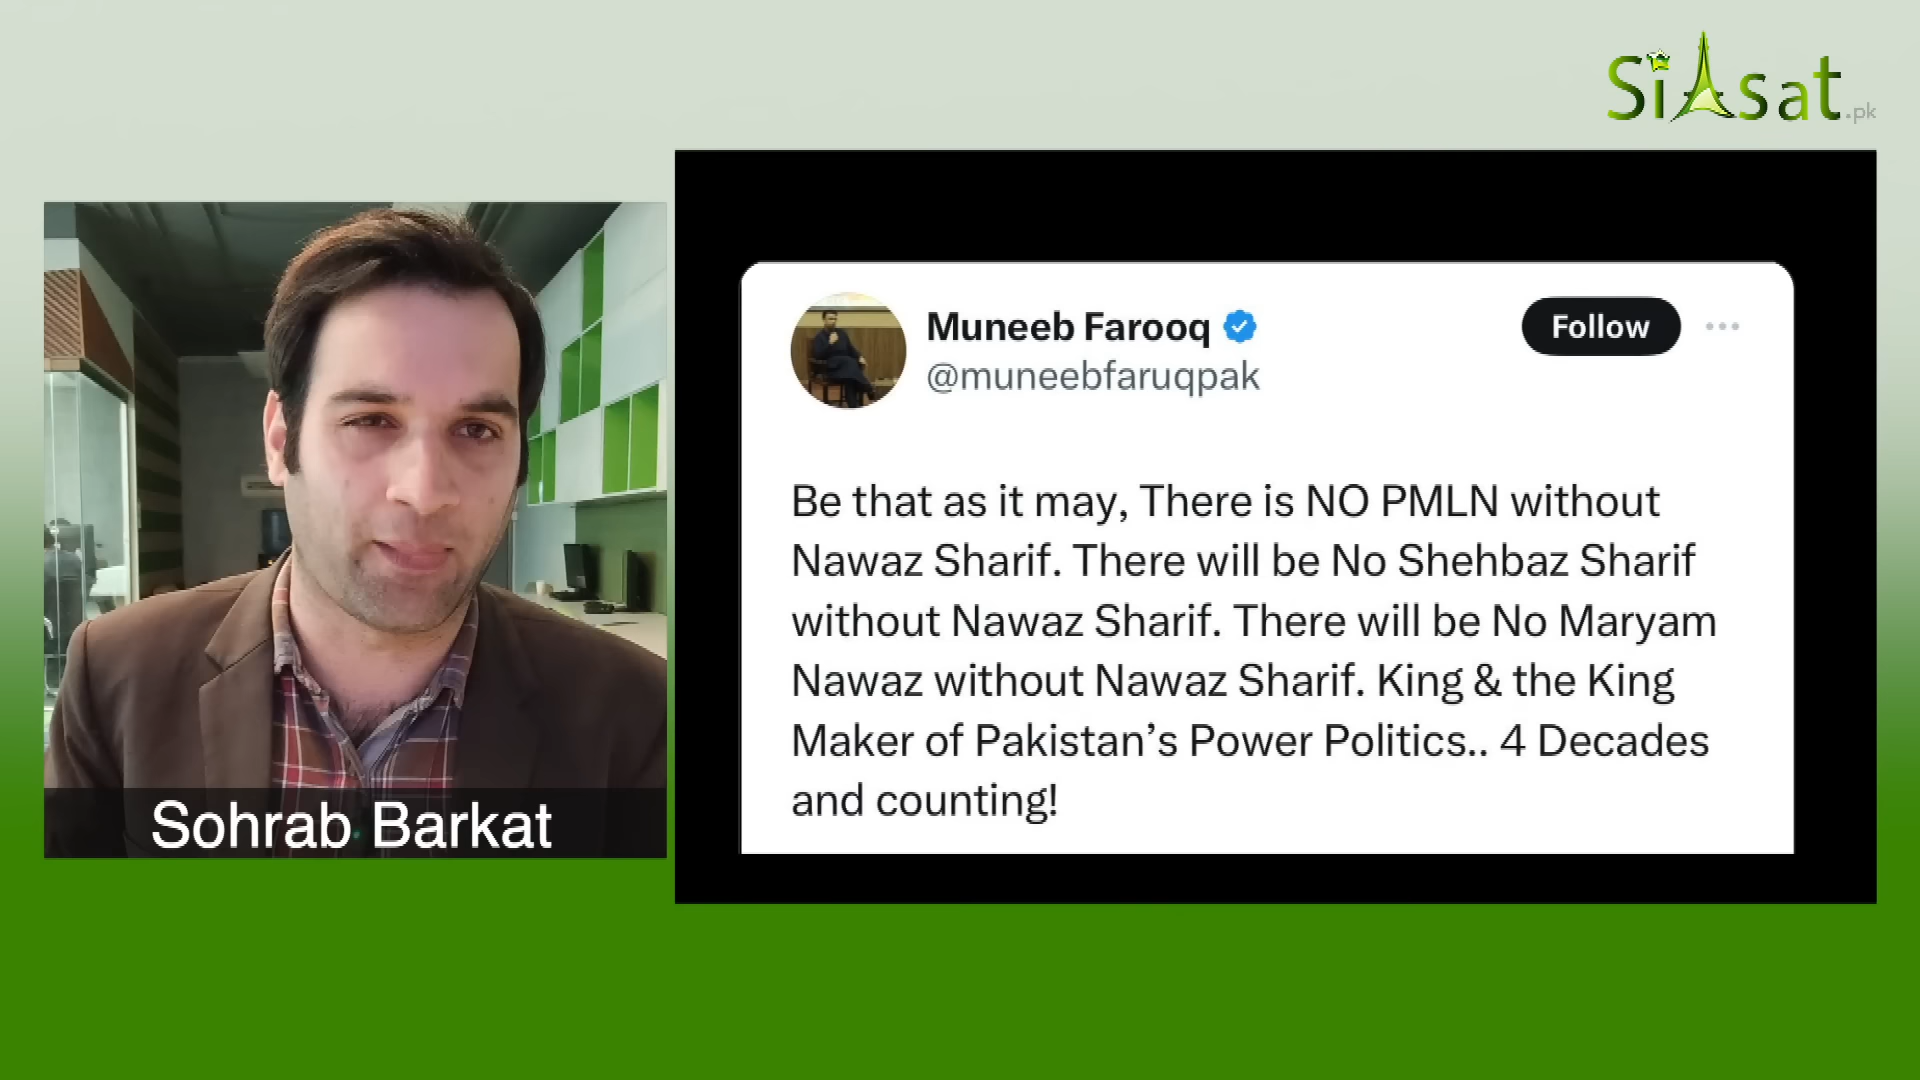 SiAsat.pk
Muneeb Farooq
@muneebfaruqpak
Follow
Be that as it may, There is NO PMLN without
Nawaz Sharif. There will be No Shehbaz Sharif
without Nawaz Sharif. There will be No Maryam
Nawaz without Nawaz Sharif. King & the King
Maker of Pakistan’s Power Politics.. 4 Decades
and counting!
Sohrab Barkat